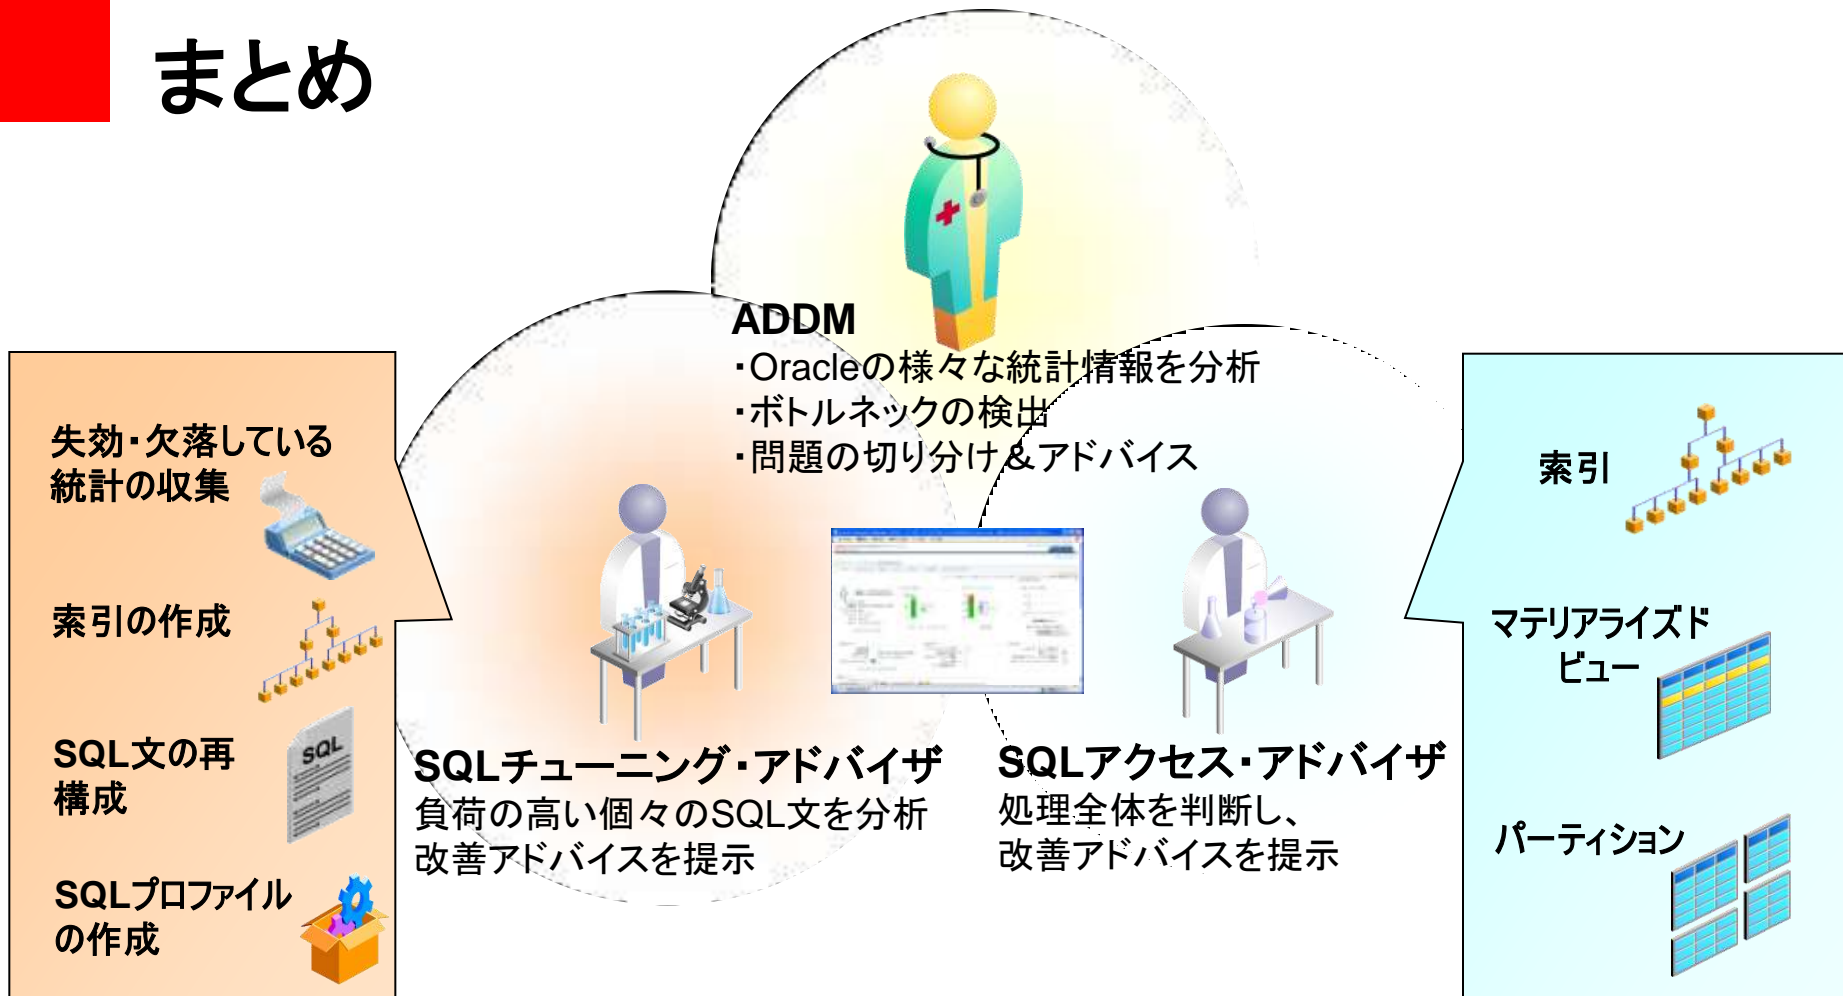 まとめ
ADDM
・Oracleの様々な統計情報を分析
・ボトルネックの検出
・問題の切り分け＆アドバイス
失効・欠落している
統計の収集
索引の作成
SQL文の再
構成
SQL
SQLプロファイル
の作成
SQLチューニング・アドバイザ
負荷の高い個々のSQL文を分析
改善アドバイスを提示
SQLアクセス・アドバイザ
処理全体を判断し、
改善アドバイスを提示
索引
マテリアライズド
ビュー
パーティション